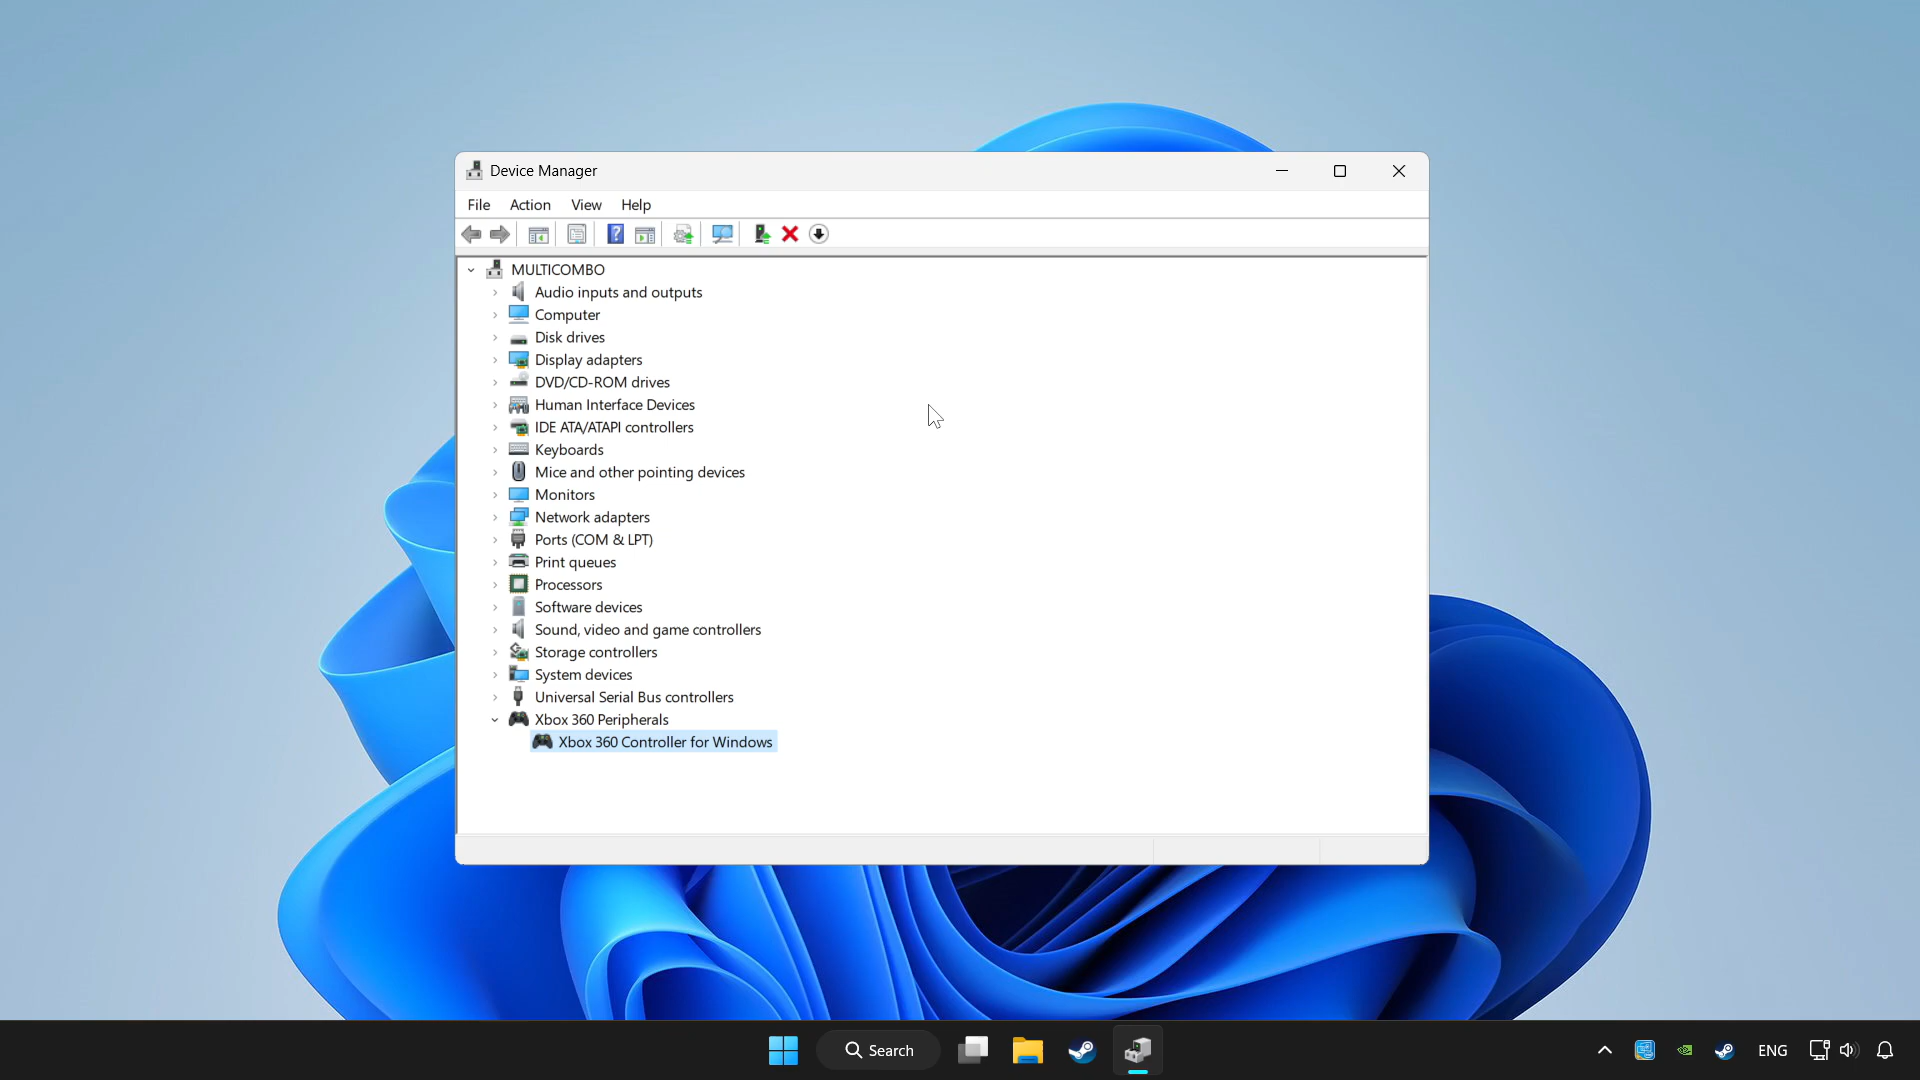 Device Manager
File Action View Help
MULTICOMBO
Audio inputs and outputs
Computer
Disk drives
Display adapters
DVD/CD-ROM drives
Human Interface Devices
IDE ATA/ATAPI controllers
Keyboards
Mice and other pointing devices
Monitors
Network adapters
Ports (COM & LPT)
Print queues
Processors
Software devices
Sound, video and game controllers
Storage controllers
System devices
Universal Serial Bus controllers
Xbox 360 Peripherals
Xbox 360 Controller for Windows
Search
ENG